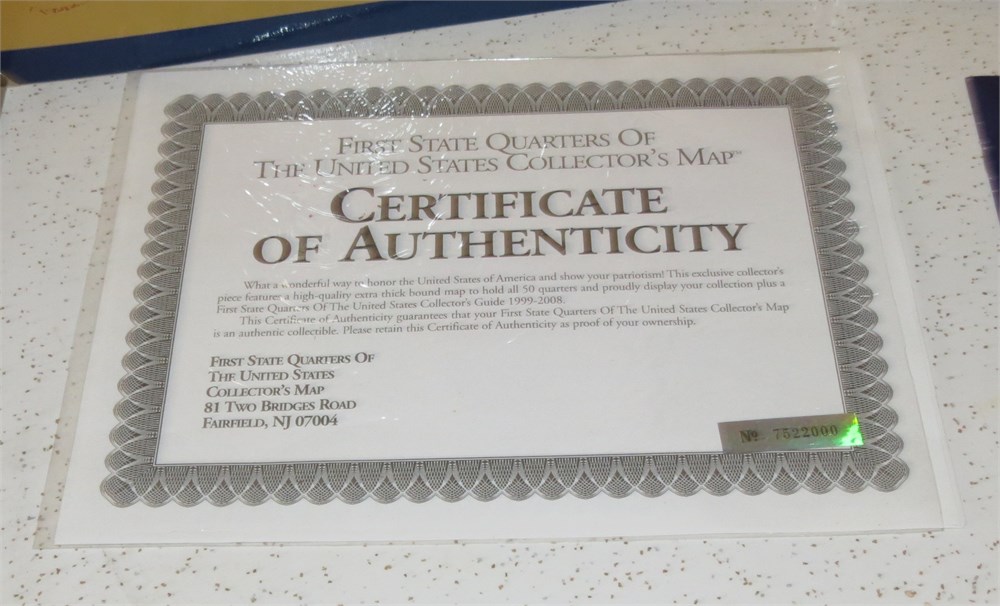 First State Quarters Of
The United States Collector's Map™
Certificate
of Authenticity
What a wonderful way to honor the United States of America and show your patriotism! This exclusive collector's
piece features a high-quality extra thick bound map to hold all 50 quarters and proudly display your collection plus a
First State Quarters Of The United States Collector's Guide 1999-2008.
This Certificate of Authenticity guarantees that your First State Quarters Of The United States Collector's Map
is an authentic collectible. Please retain this Certificate of Authenticity as proof of your ownership.
First State Quarters Of
The United States
Collector's Map
81 Two Bridges Road
Fairfield, NJ 07004
№ 7522000